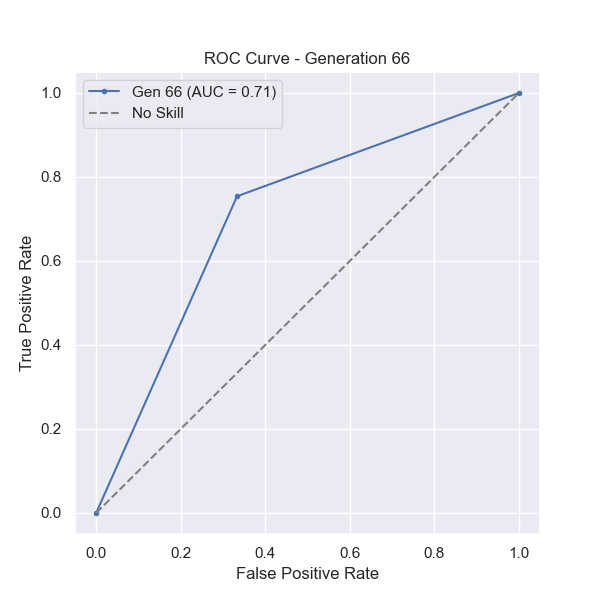 ROC Curve - Generation 66
Gen 66 (AUC = 0.71)
No Skill
1.0
0.8
0.6
0.4
0.2
0.0
True Positive Rate
0.0 0.2 0.4 0.6 0.8 1.0
False Positive Rate